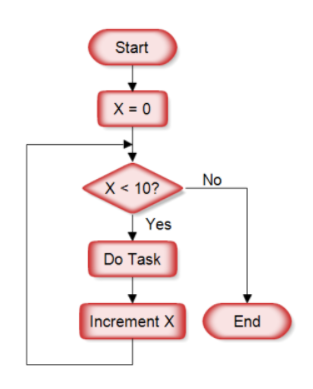 Start
X = 0
X < 10?
No
Yes
Do Task
Increment X
End